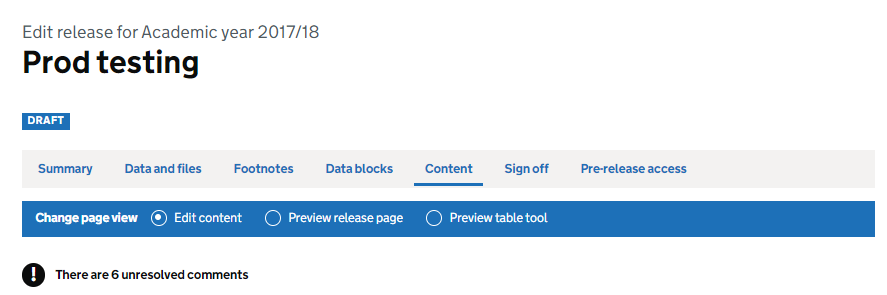 Edit release for Academic year 2017/18
Prod testing
DRAFT
Summary Data and files Footnotes Data blocks Content Sign off Pre-release access
Change page view Edit content Preview release page Preview table tool
! There are 6 unresolved comments